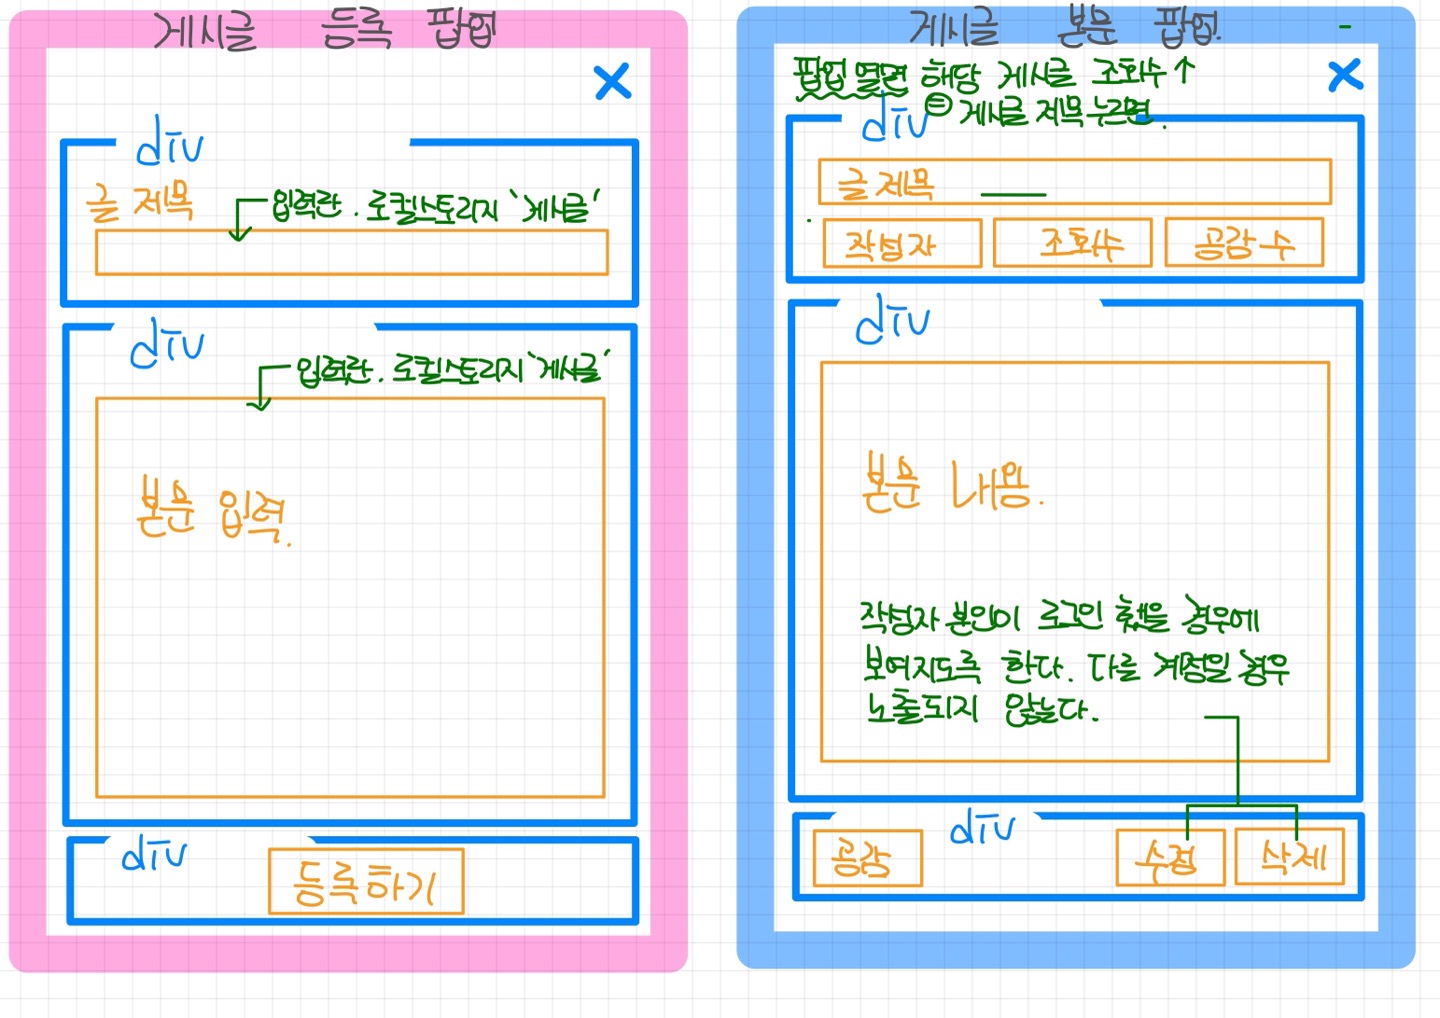 게시글 등록 팝업
X
div
글 제목
입력란. 로컬스토리지 '게시글'
div
입력란. 로컬스토리지 '게시글'
본문 입력.
div
등록하기
게시글 본문 팝업.
X
팝업 열면 해당 게시글 조회수 ↑
= 게시글 제목 누르면.
div
글 제목
작성자
조회수
공감 수
div
본문 내용.
작성자 본인이 로그인 했을 경우에
보여지도록 한다. 다를 계정일 경우
노출되지 않는다.
div
공감
수정
삭제